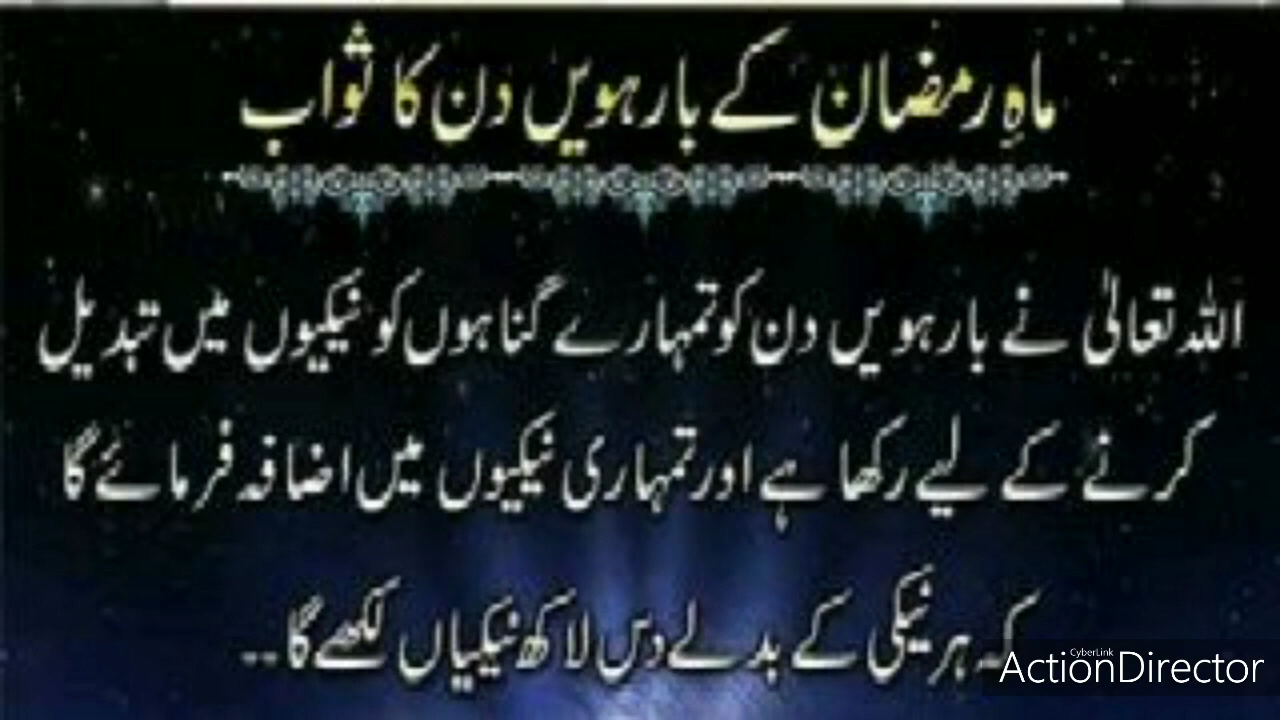 ماہِ رمضان کے بارہویں دن کا ثواب
اللہ تعالیٰ نے بارہویں دن کو تمہارے گناہوں کو نیکیوں میں تبدیل
کرنے کے لیے رکھا ہے اور تمہاری نیکیوں میں اضافہ فرمائے گا
کہ ہر نیکی کے بدلے دس لاکھ نیکیاں لکھے گا۔۔
CyberLink
ActionDirector